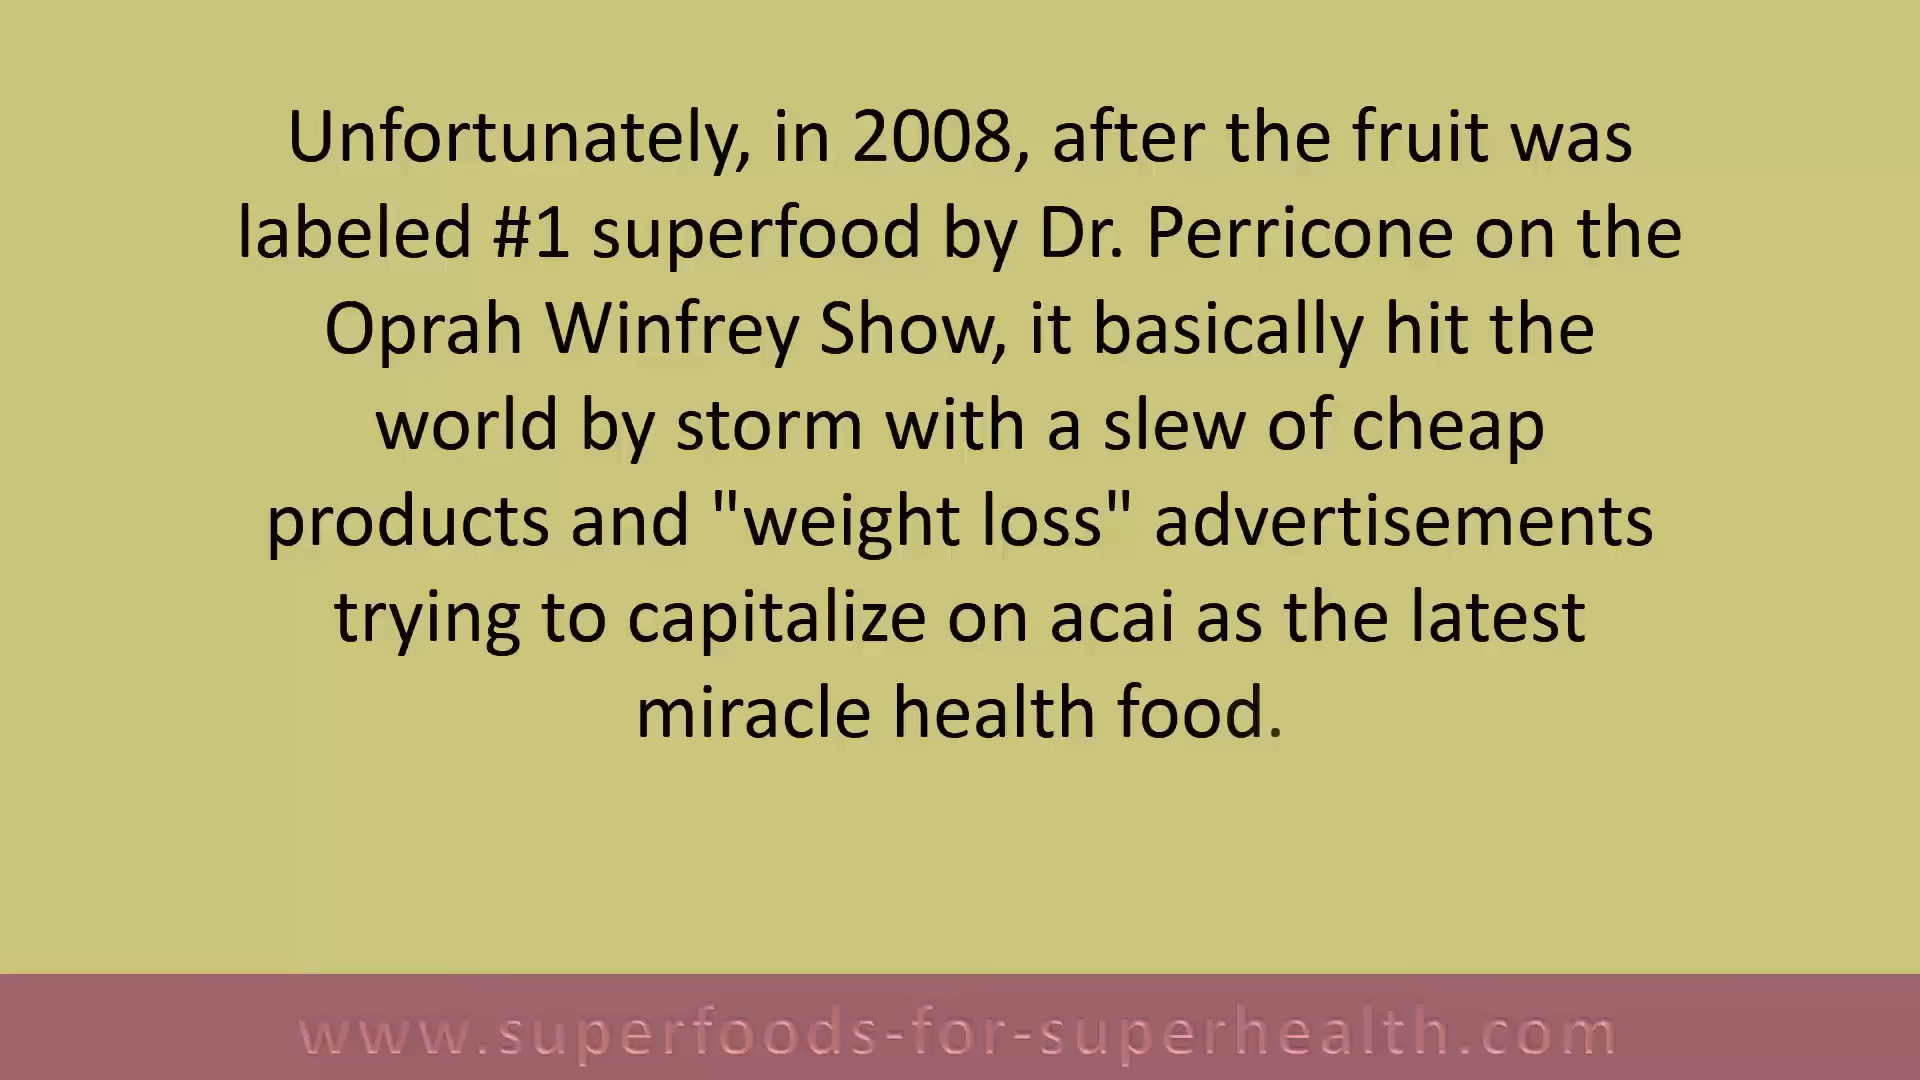 Unfortunately, in 2008, after the fruit was
labeled #1 superfood by Dr. Perricone on the
Oprah Winfrey Show, it basically hit the
world by storm with a slew of cheap
products and "weight loss" advertisements
trying to capitalize on acai as the latest
miracle health food.
www.superfoods-for-superhealth.com